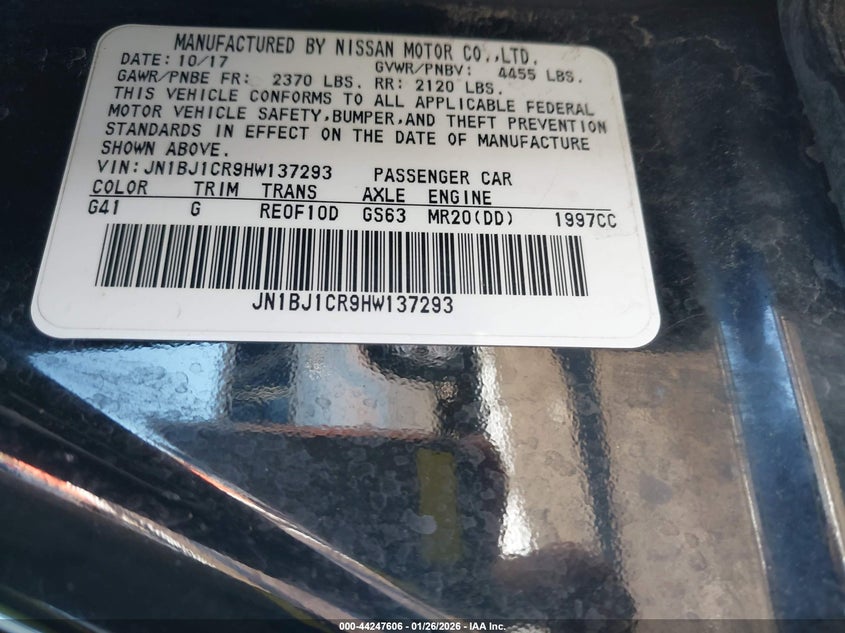 MANUFACTURED BY NISSAN MOTOR CO.,LTD.
DATE: 10/17 GVWR/PNBV: 4455 LBS.
GAWR/PNBE FR: 2370 LBS. RR: 2120 LBS.
THIS VEHICLE CONFORMS TO ALL APPLICABLE FEDERAL
MOTOR VEHICLE SAFETY,BUMPER,AND THEFT PREVENTION
STANDARDS IN EFFECT ON THE DATE OF MANUFACTURE
SHOWN ABOVE.
VIN:JN1BJ1CR9HW137293 PASSENGER CAR
COLOR TRIM TRANS AXLE ENGINE
G41 G RE0F10D GS63 MR20(DD) 1997CC
JN1BJ1CR9HW137293
000-44247606 - 01/26/2026 - IAA Inc.